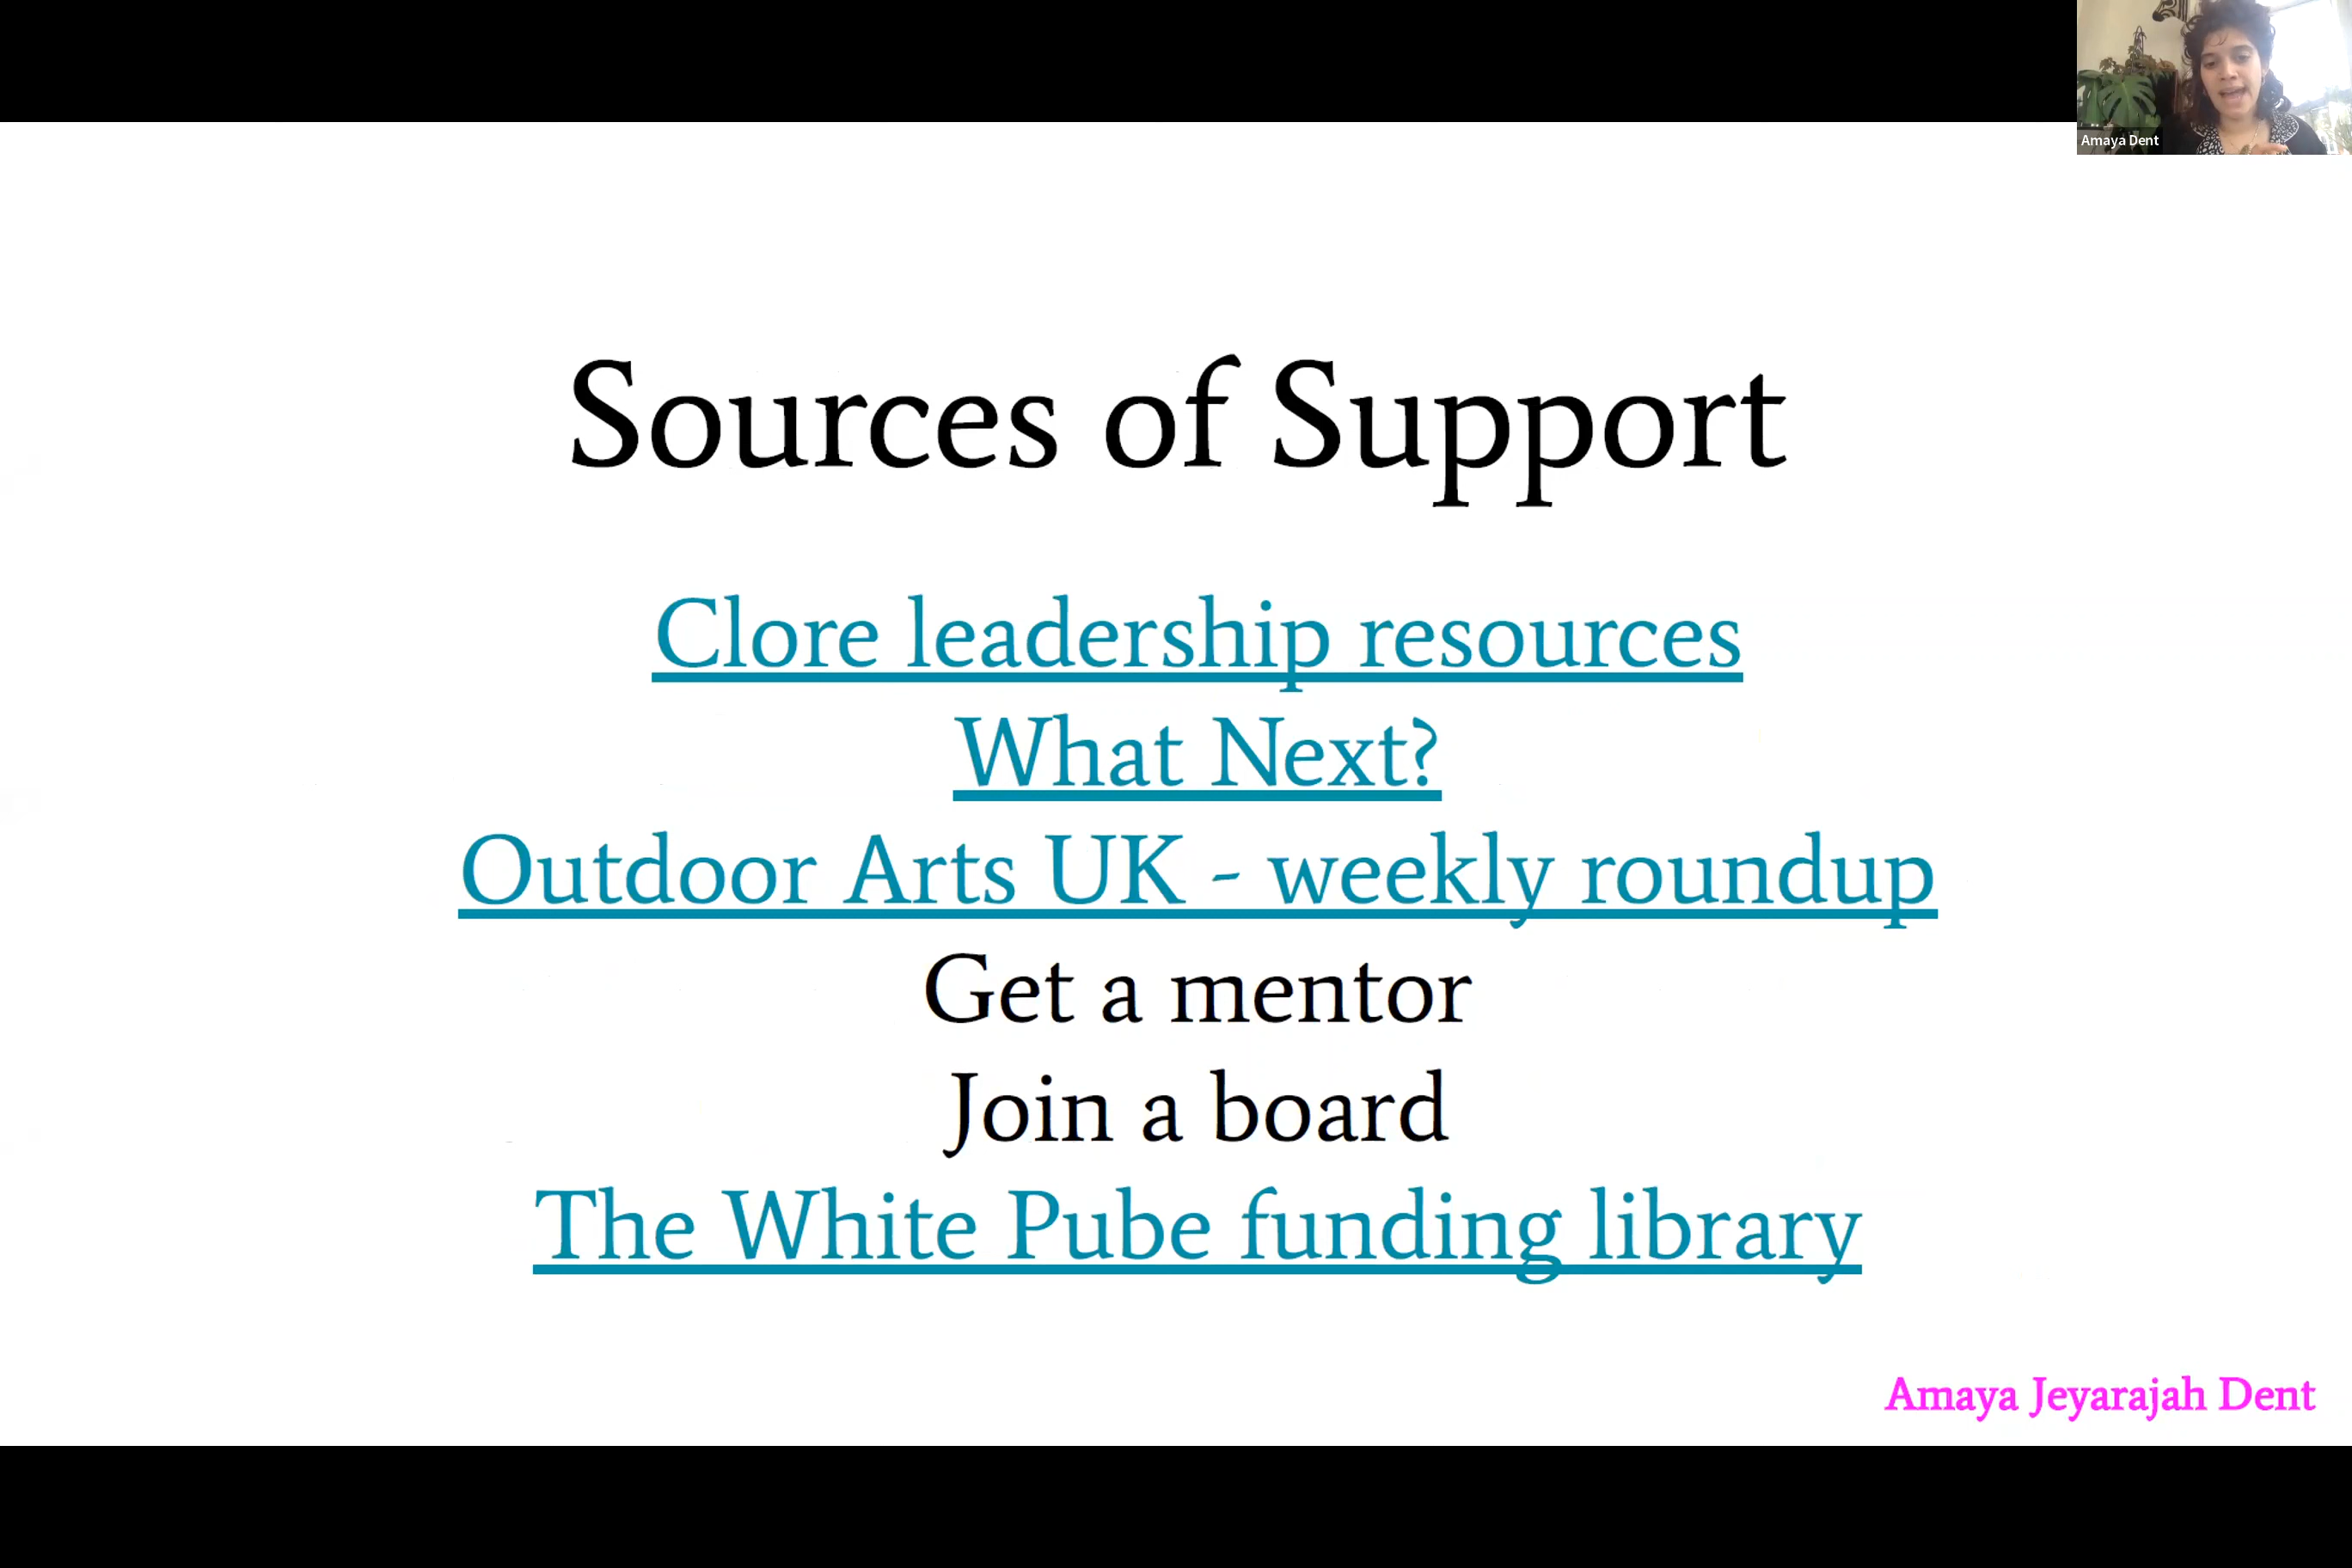 Amaya Dent
Sources of Support
Clore leadership resources
What Next?
Outdoor Arts UK - weekly roundup
Get a mentor
Join a board
The White Pube funding library
Amaya Jeyarajah Dent